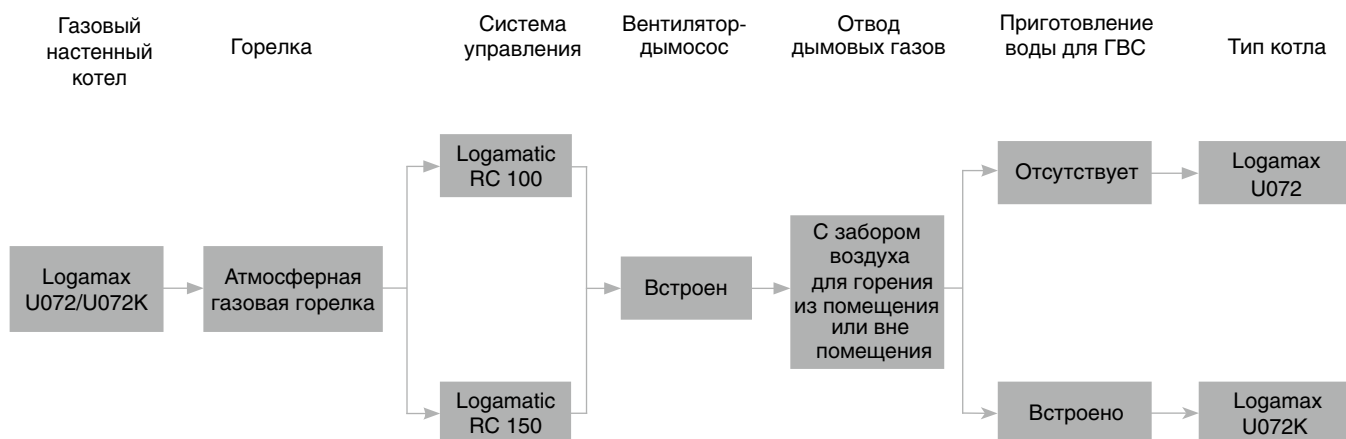 Газовый
настенный
котел
Горелка
Система
управления
Вентилятор-
дымосос
Отвод
дымовых газов
Приготовление
воды для ГВС
Тип котла
Logamax
U072/U072K
Атмосферная
газовая горелка
Logamatic
RC 100
Logamatic
RC 150
Встроен
С забором
воздуха
для горения
из помещения
или вне
помещения
Отсутствует
Встроено
Logamax
U072
Logamax
U072K